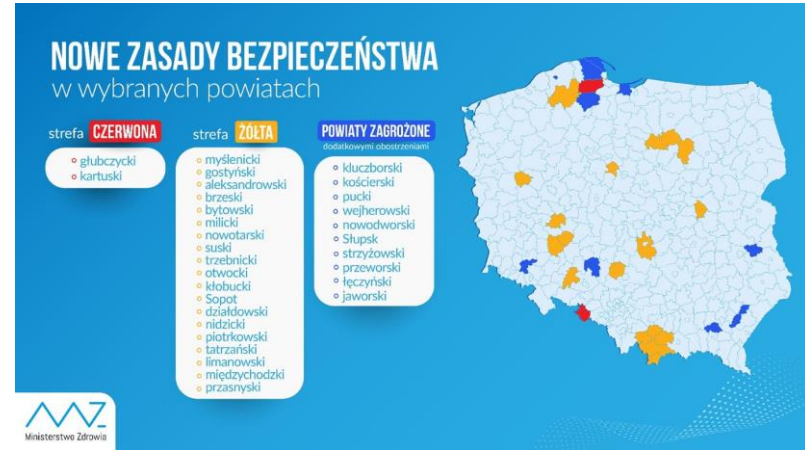 NOWE ZASADY BEZPIECZEŃSTWA
w wybranych powiatach
strefa CZERWONA
głubczycki
kartuski
strefa ŻÓŁTA
myślenicki
gostyński
aleksandrowski
brzeski
bytowski
milicki
nowotarski
suski
trzebnicki
otwocki
kłobucki
Sopot
działdowski
nidzicki
piotrkowski
tatrzański
limanowski
międzychodzki
przasnyski
POWIATY ZAGROŻONE
dodatkowymi obostrzeniami
kluczborski
kościerski
pucki
wejherowski
nowodworski
Słupsk
strzyżowski
przeworski
łęczyński
jaworski
Ministerstwo Zdrowia